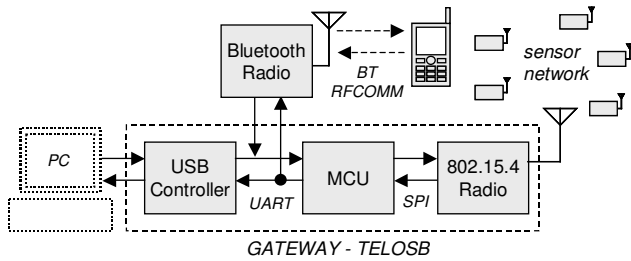 Bluetooth
Radio
BT
RFCOMM
sensor
network
PC
USB
Controller
UART
MCU
SPI
802.15.4
Radio
GATEWAY - TELOSB